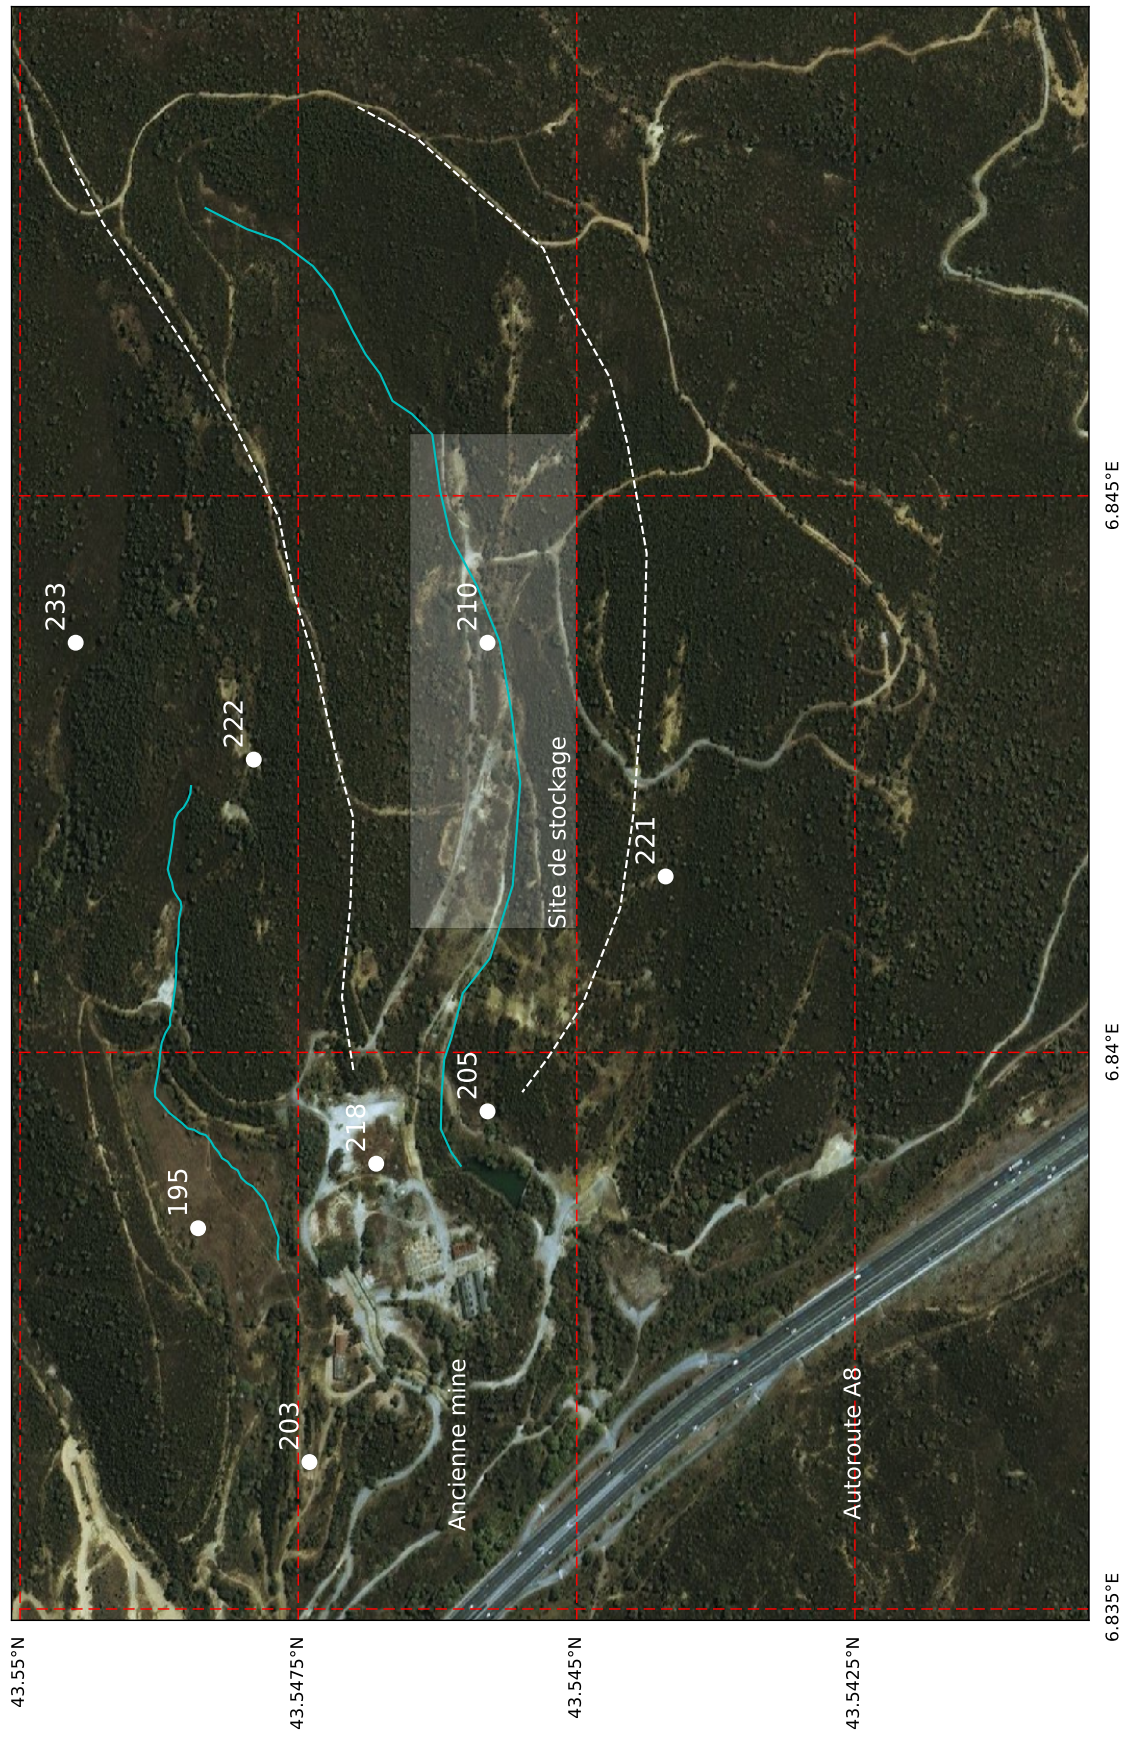 233
222
210
221
205
218
195
203
Site de stockage
Ancienne mine
Autoroute A8
43.55°N
43.5475°N
43.545°N
43.5425°N
6.835°E
6.84°E
6.845°E